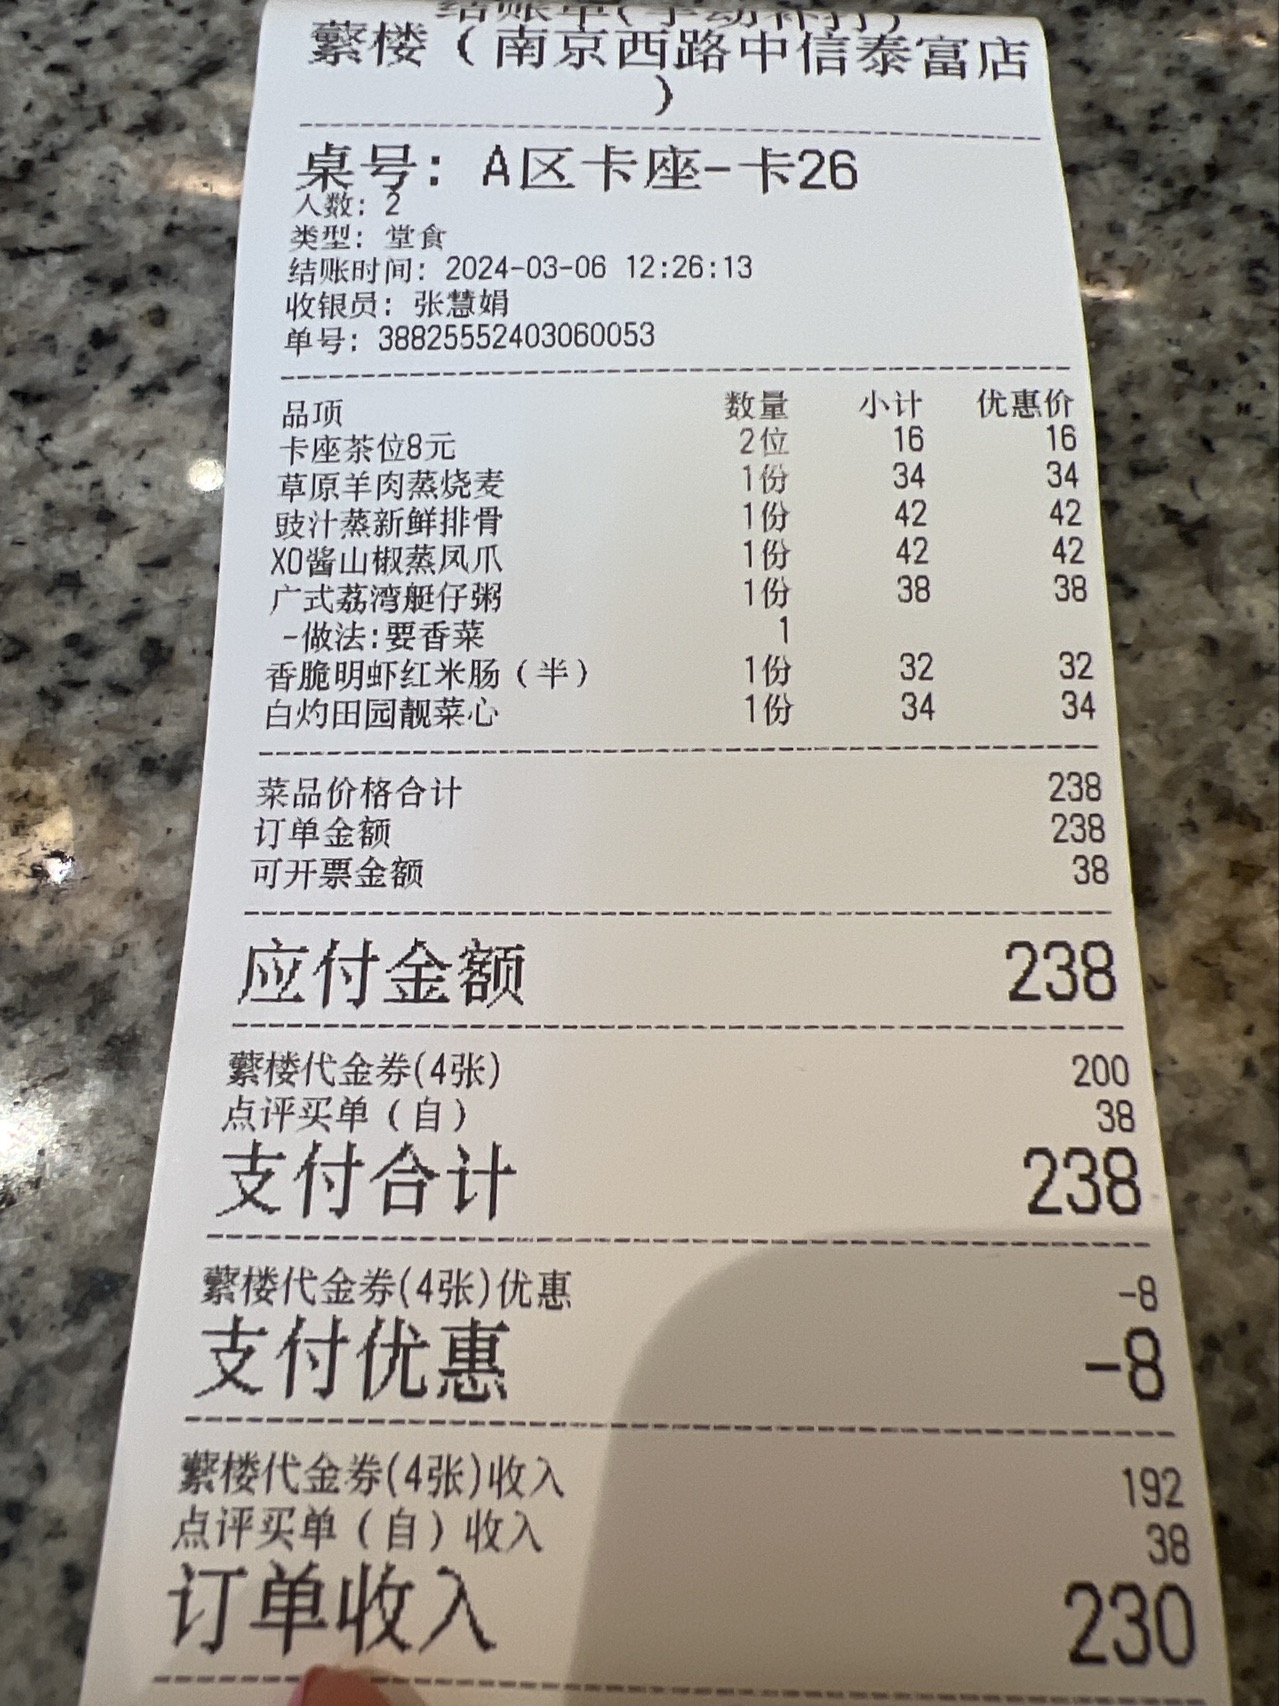 结账单(手动补打)
蘩楼（南京西路中信泰富店
）
桌号: A区卡座-卡26
人数: 2
类型: 堂食
结账时间: 2024-03-06 12:26:13
收银员: 张慧娟
单号: 38825552403060053
品项 数量 小计 优惠价
卡座茶位8元 2位 16 16
草原羊肉蒸烧麦 1份 34 34
豉汁蒸新鲜排骨 1份 42 42
XO酱山椒蒸凤爪 1份 42 42
广式荔湾艇仔粥 1份 38 38
-做法:要香菜 1
香脆明虾红米肠（半） 1份 32 32
白灼田园靓菜心 1份 34 34
菜品价格合计 238
订单金额 238
可开票金额 38
应付金额 238
蘩楼代金券(4张) 200
点评买单（自） 38
支付合计 238
蘩楼代金券(4张)优惠 -8
支付优惠 -8
蘩楼代金券(4张)收入 192
点评买单（自）收入 38
订单收入 230